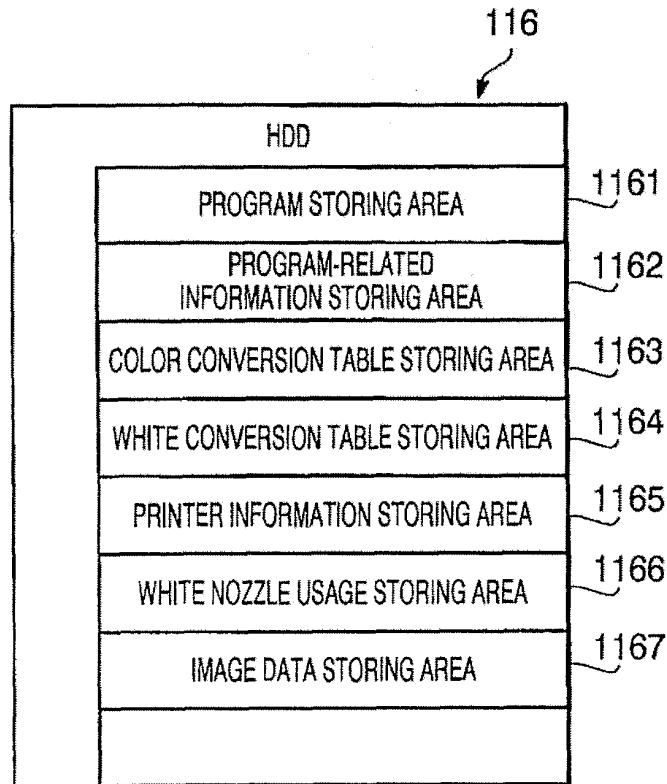 116
HDD
PROGRAM STORING AREA
1161
PROGRAM-RELATED
INFORMATION STORING AREA
1162
COLOR CONVERSION TABLE STORING AREA
1163
WHITE CONVERSION TABLE STORING AREA
1164
PRINTER INFORMATION STORING AREA
1165
WHITE NOZZLE USAGE STORING AREA
1166
IMAGE DATA STORING AREA
1167